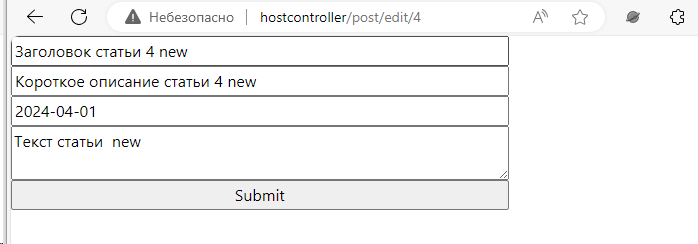 Небезопасно hostcontroller/post/edit/4
Заголовок статьи 4 new
Короткое описание статьи 4 new
2024-04-01
Текст статьи  new
Submit